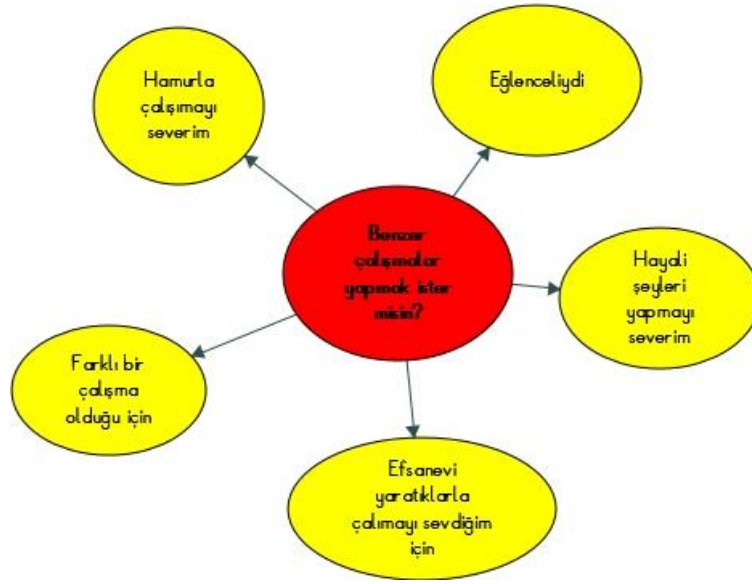 Hamurla
çalışımayı
severim
Eğlenceliydi
Benzer
çalışmalar
yapmak ister
misin?
Hayali
şeyleri
yapmayı
severim
Farklı bir
çalışma
olduğu için
Efsanevi
yaratıklarla
çalımayı sevdiğim
için